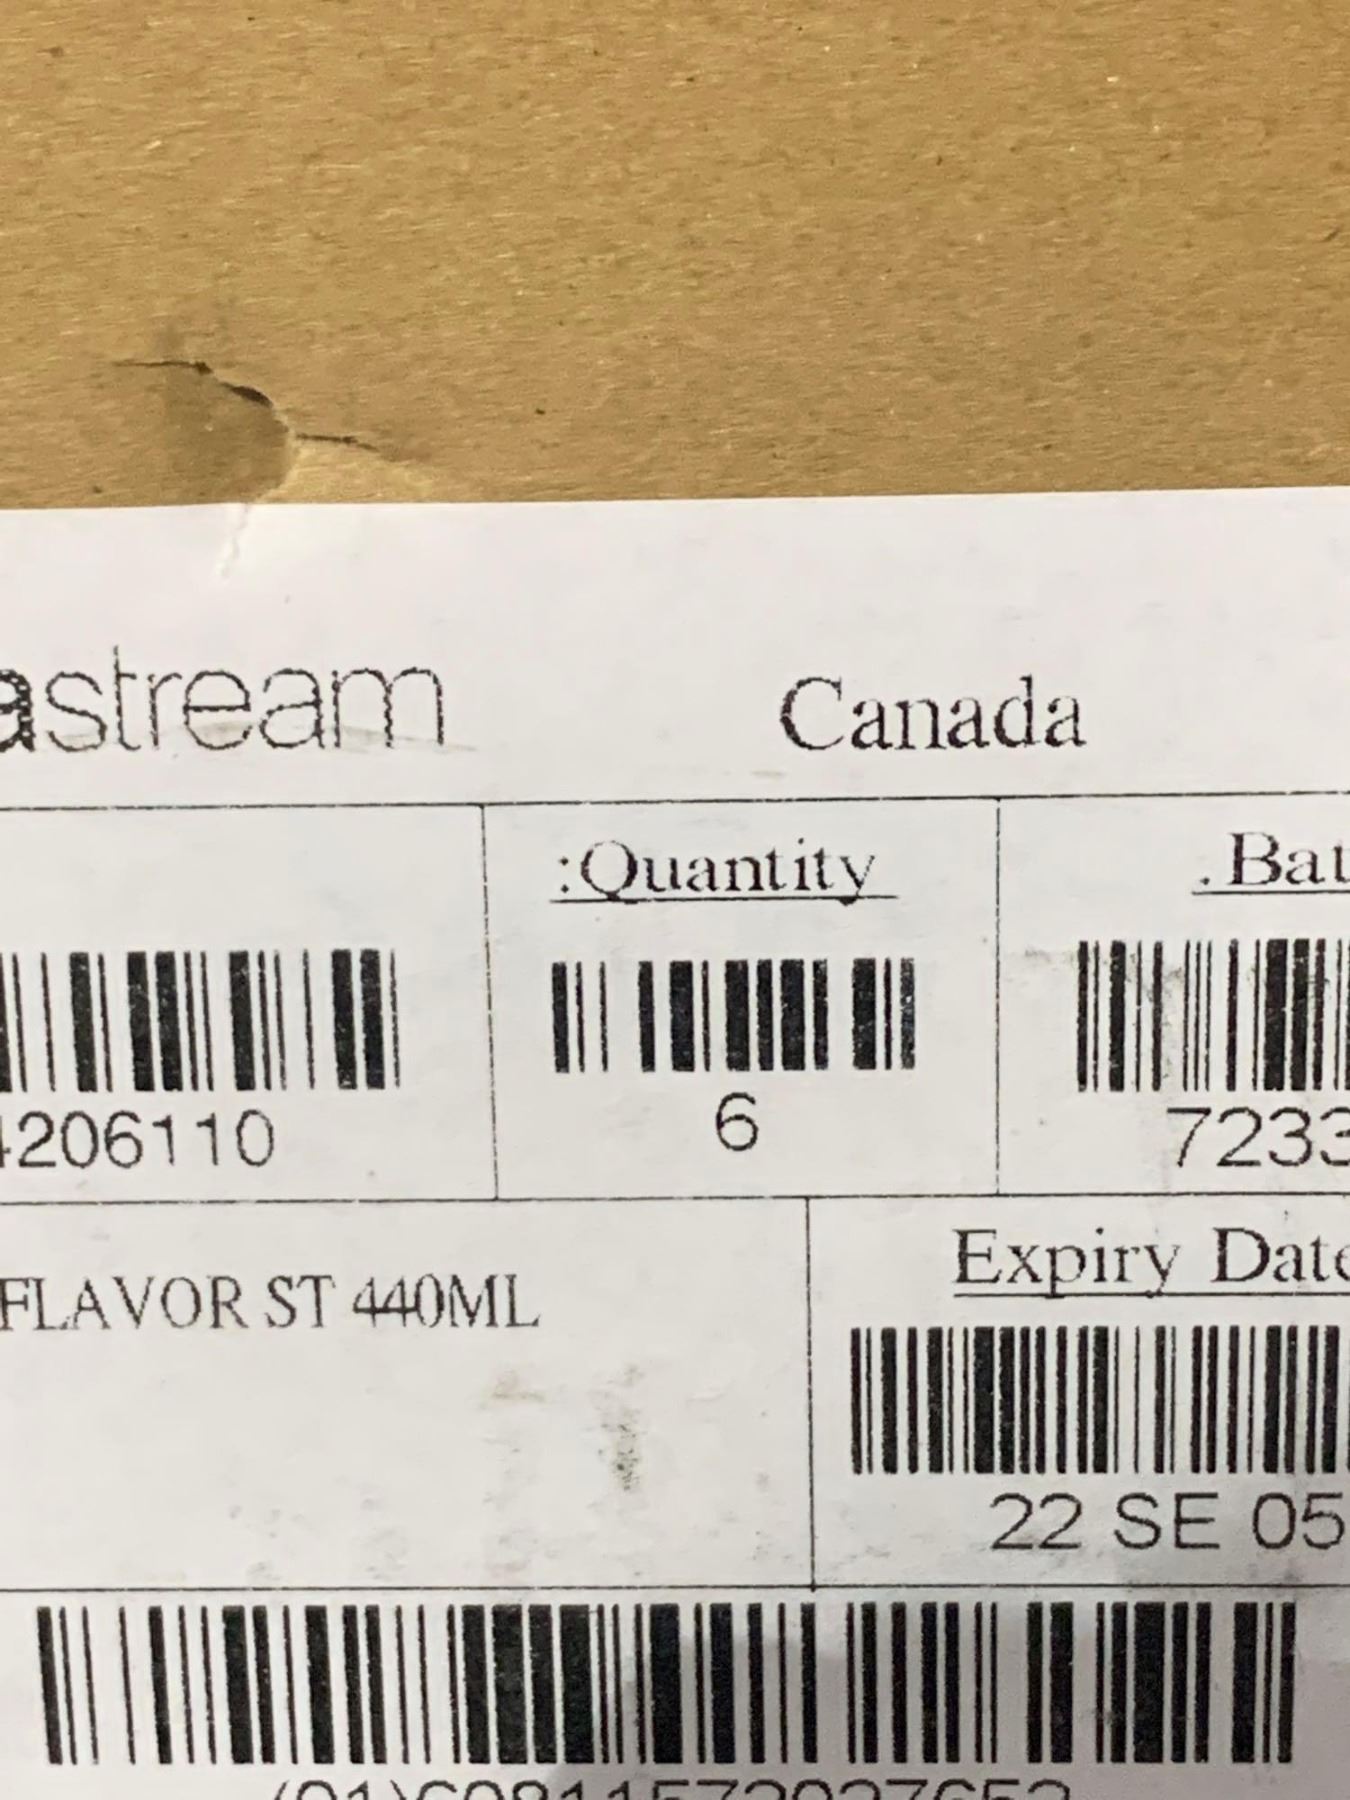 astream Canada
:Quantity .Bat
4206110 6 7233
FLAVOR ST 440ML Expiry Date
22 SE 05